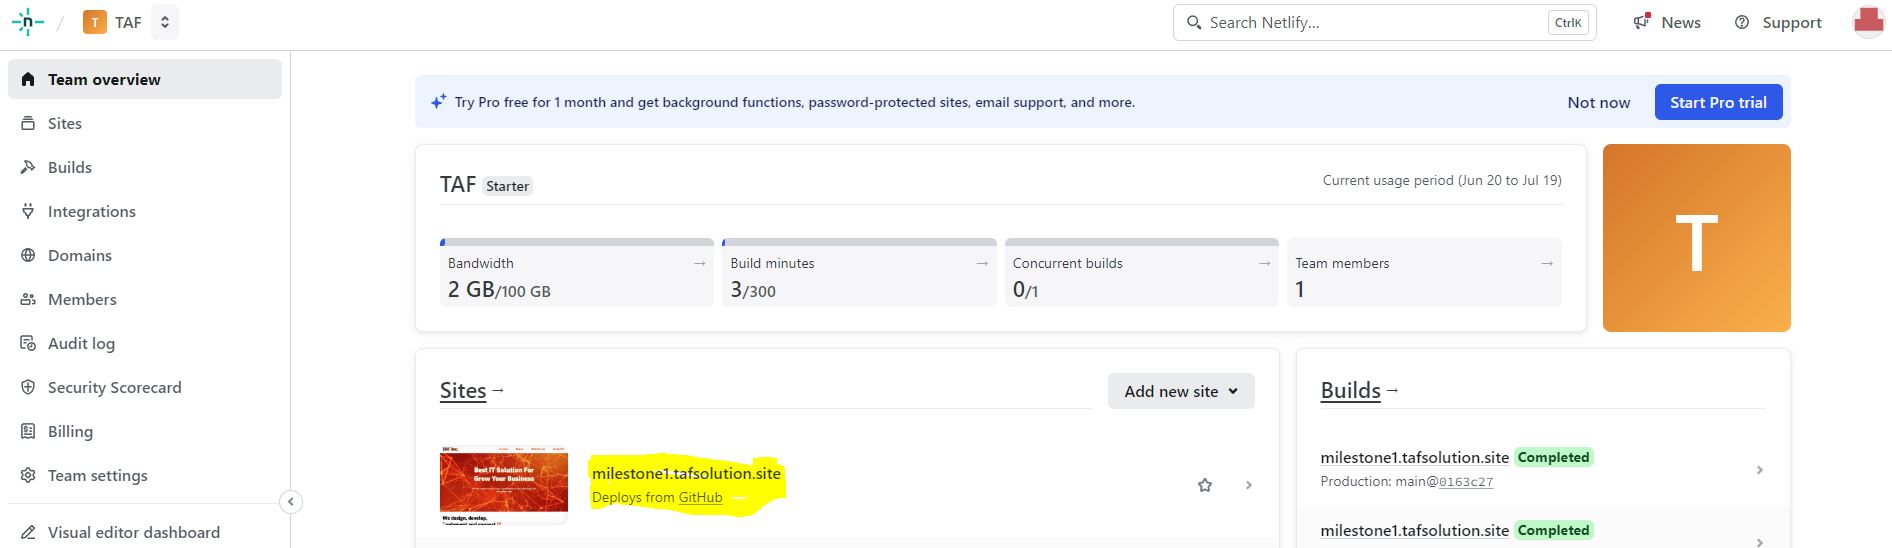 n / T TAF
Search Netlify... CtrlK
News
Support
Team overview
Sites
Builds
Integrations
Domains
Members
Audit log
Security Scorecard
Billing
Team settings
Visual editor dashboard
Try Pro free for 1 month and get background functions, password-protected sites, email support, and more.
Not now
Start Pro trial
TAF Starter
Current usage period (Jun 20 to Jul 19)
Bandwidth →
2 GB/100 GB
Build minutes →
3/300
Concurrent builds →
0/1
Team members →
1
T
Sites →
Add new site
Best IT Solution For
Grow Your Business
We design, develop,
milestone1.tafsolution.site
Deploys from GitHub
Builds →
milestone1.tafsolution.site Completed
Production: main@0163c27
milestone1.tafsolution.site Completed